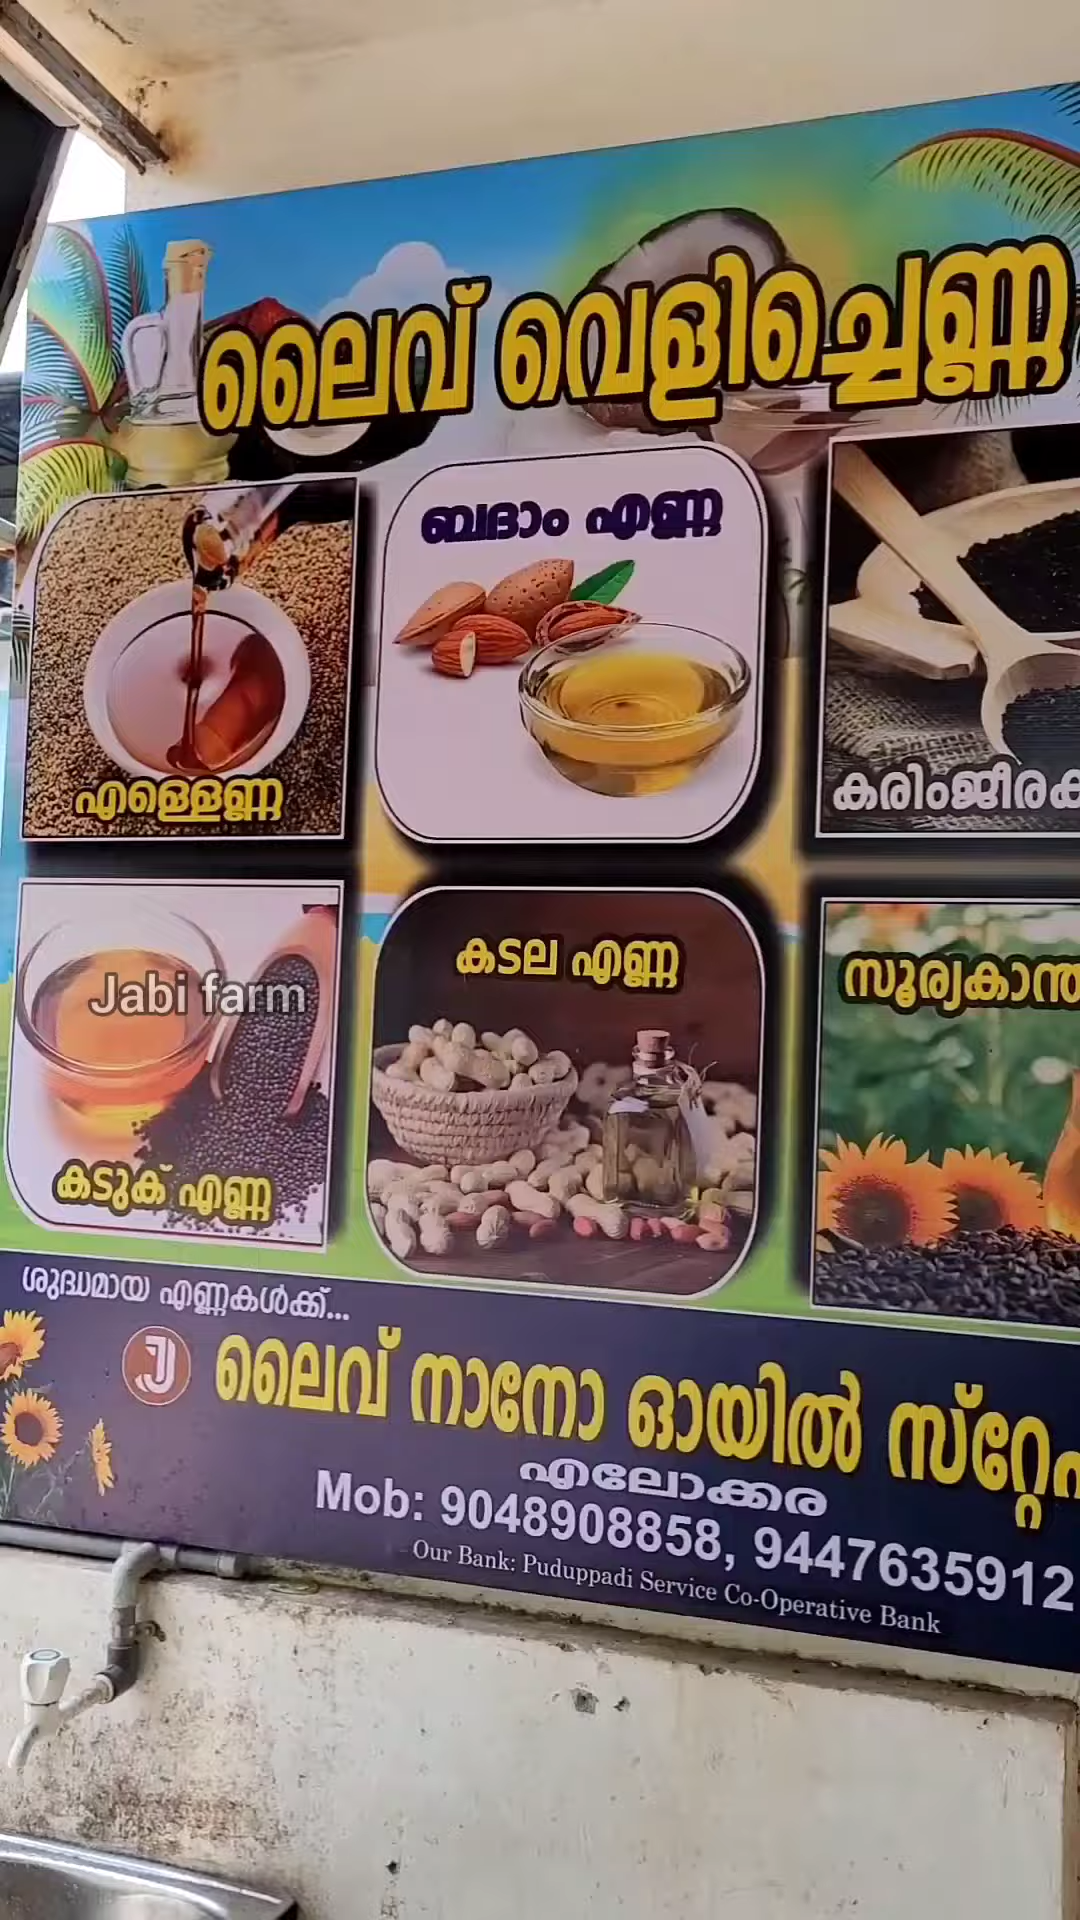 ലൈവ് വെളിച്ചെണ്ണ
ബദാം എണ്ണ
എള്ളെണ്ണ
കരിംജീരക
Jabi farm
കടല എണ്ണ
സൂര്യകാന്ത
കടുക് എണ്ണ
ശുദ്ധമായ എണ്ണകൾക്ക്...
ലൈവ് നാനോ ഓയിൽ സ്റ്റേ
എലോക്കര
Mob: 9048908858, 9447635912
Our Bank: Puduppadi Service Co-Operative Bank